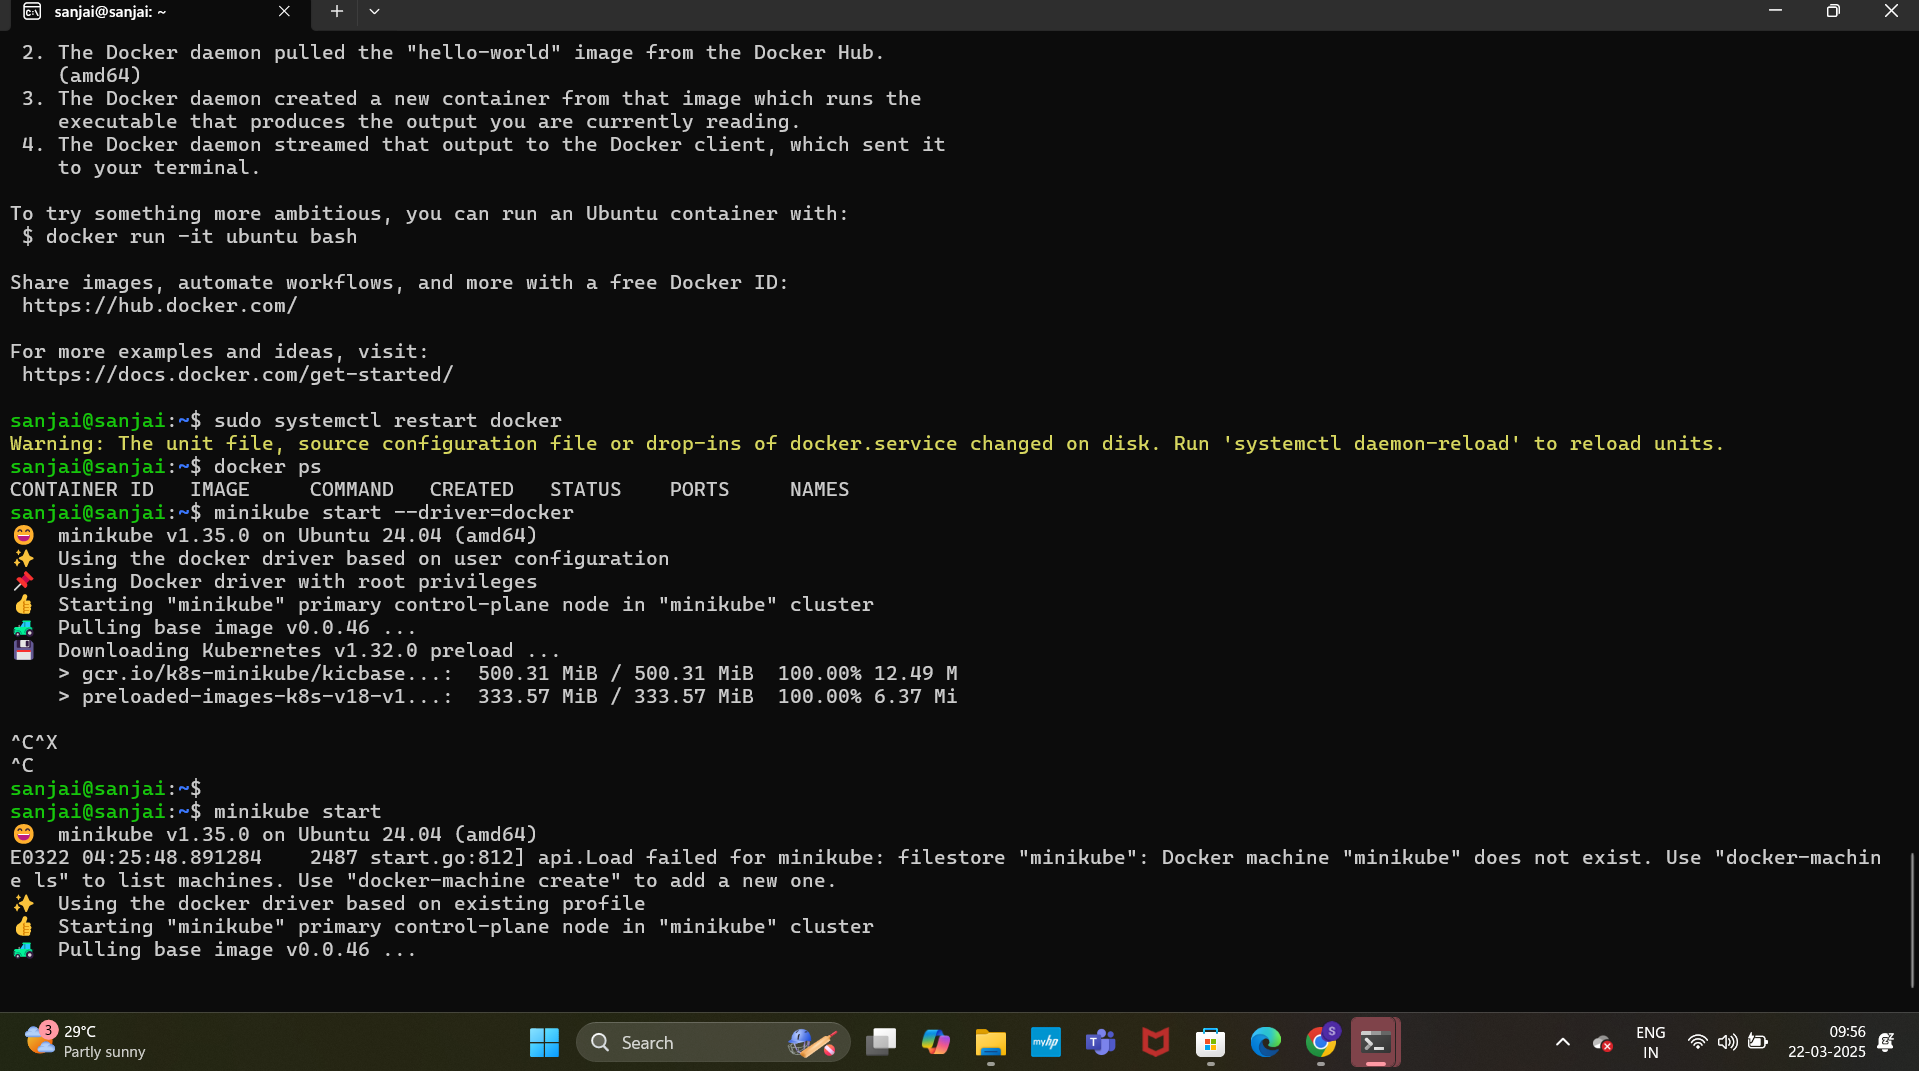 sanjai@sanjai: ~
2. The Docker daemon pulled the "hello-world" image from the Docker Hub.
(amd64)
3. The Docker daemon created a new container from that image which runs the
executable that produces the output you are currently reading.
4. The Docker daemon streamed that output to the Docker client, which sent it
to your terminal.
To try something more ambitious, you can run an Ubuntu container with:
$ docker run -it ubuntu bash
Share images, automate workflows, and more with a free Docker ID:
https://hub.docker.com/
For more examples and ideas, visit:
https://docs.docker.com/get-started/
sanjai@sanjai:~$ sudo systemctl restart docker
Warning: The unit file, source configuration file or drop-ins of docker.service changed on disk. Run 'systemctl daemon-reload' to reload units.
sanjai@sanjai:~$ docker ps
CONTAINER ID   IMAGE     COMMAND   CREATED   STATUS    PORTS     NAMES
sanjai@sanjai:~$ minikube start --driver=docker
minikube v1.35.0 on Ubuntu 24.04 (amd64)
Using the docker driver based on user configuration
Using Docker driver with root privileges
Starting "minikube" primary control-plane node in "minikube" cluster
Pulling base image v0.0.46 ...
Downloading Kubernetes v1.32.0 preload ...
> gcr.io/k8s-minikube/kicbase...:  500.31 MiB / 500.31 MiB  100.00% 12.49 M
> preloaded-images-k8s-v18-v1...:  333.57 MiB / 333.57 MiB  100.00% 6.37 Mi
^C^X
^C
sanjai@sanjai:~$
sanjai@sanjai:~$ minikube start
minikube v1.35.0 on Ubuntu 24.04 (amd64)
E0322 04:25:48.891284    2487 start.go:812] api.Load failed for minikube: filestore "minikube": Docker machine "minikube" does not exist. Use "docker-machin
e ls" to list machines. Use "docker-machine create" to add a new one.
Using the docker driver based on existing profile
Starting "minikube" primary control-plane node in "minikube" cluster
Pulling base image v0.0.46 ...
3
29°C
Partly sunny
Search
myhp
T
S
ENG
IN
09:56
22-03-2025